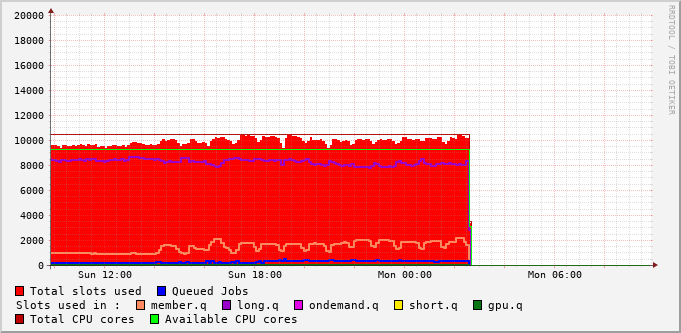 20000
18000
16000
14000
12000
10000
8000
6000
4000
2000
0
Sun 12:00 Sun 18:00 Mon 00:00 Mon 06:00
Total slots used Queued Jobs
Slots used in : member.q long.q ondemand.q short.q gpu.q
Total CPU cores Available CPU cores
RRDTOOL / TOBI OETIKER